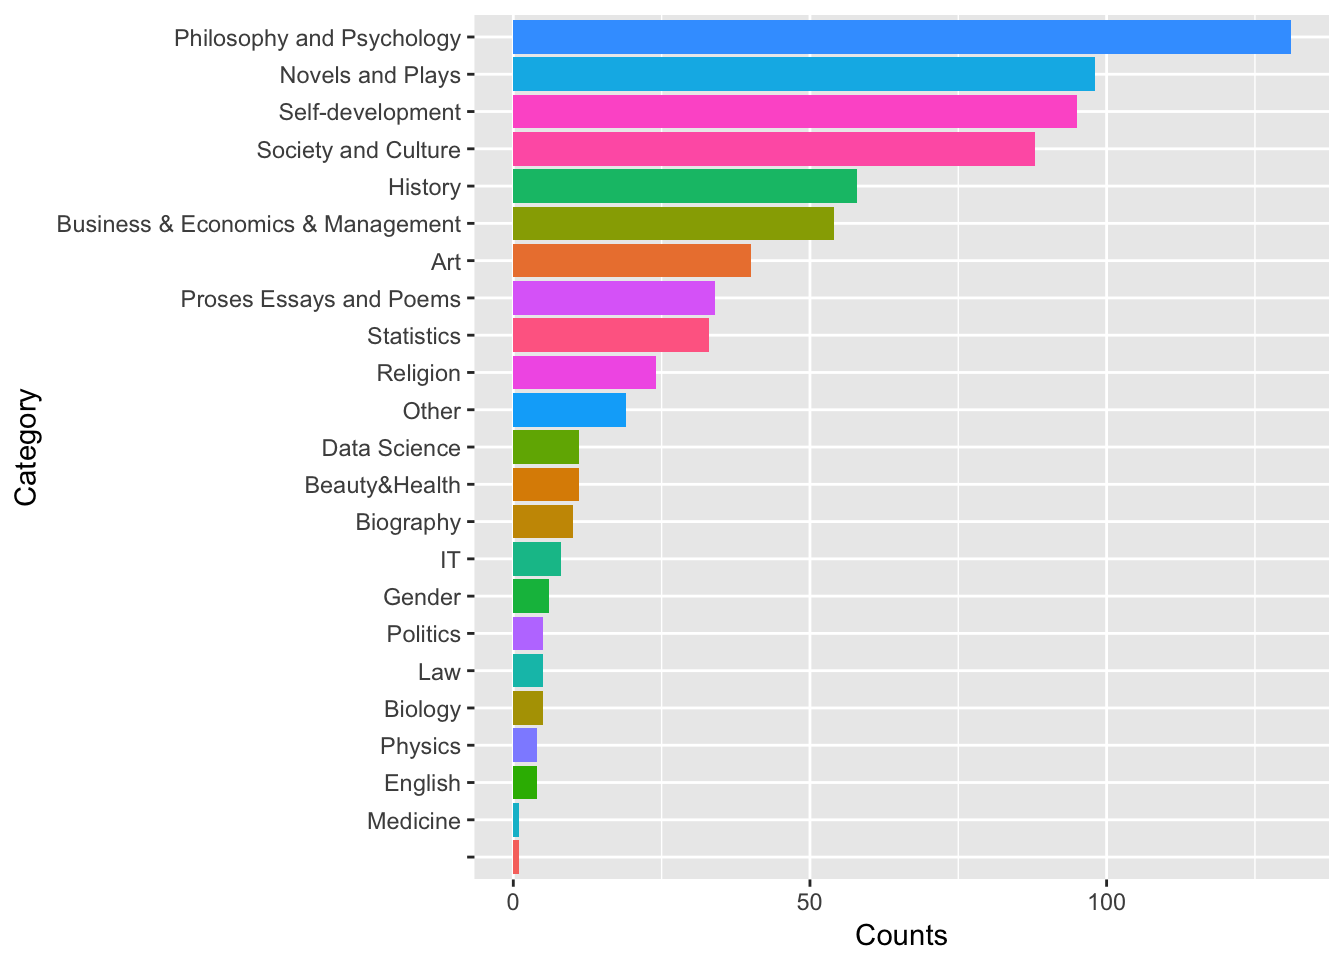 Philosophy and Psychology
Novels and Plays
Self-development
Society and Culture
History
Business & Economics & Management
Art
Proses Essays and Poems
Statistics
Religion
Other
Data Science
Beauty&Health
Biography
IT
Gender
Politics
Law
Biology
Physics
English
Medicine
Category
0 50 100
Counts